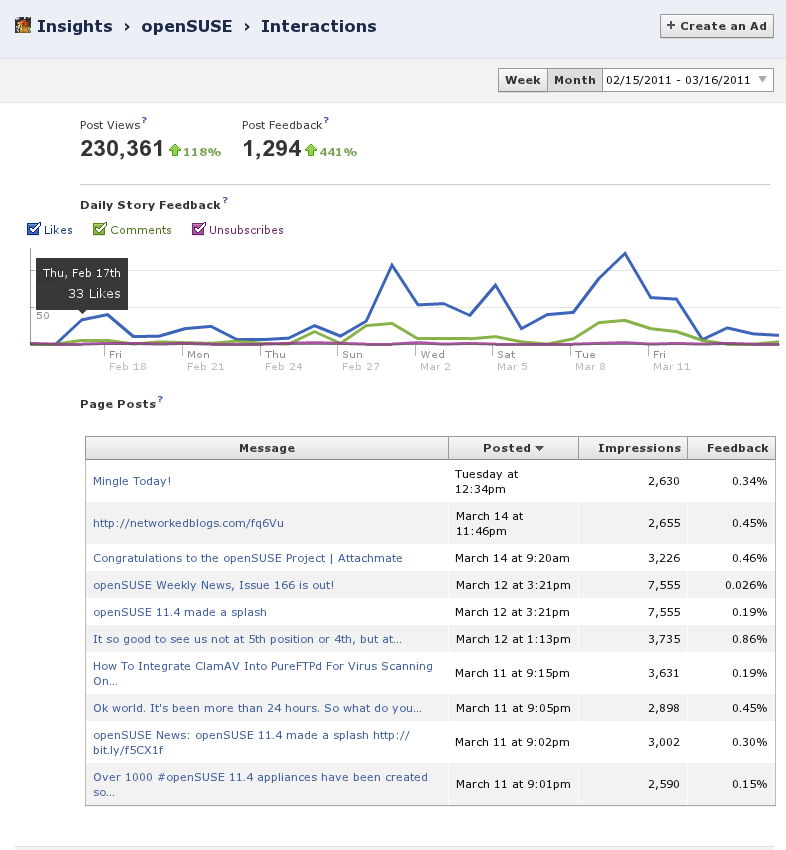 Insights › openSUSE › Interactions
+ Create an Ad
Week Month 02/15/2011 - 03/16/2011
Post Views? Post Feedback?
230,361 118% 1,294 441%
Daily Story Feedback?
Likes Comments Unsubscribes
Thu, Feb 17th
33 Likes
50
Fri Mon Thu Sun Wed Sat Tue Fri
Feb 18 Feb 21 Feb 24 Feb 27 Mar 2 Mar 5 Mar 8 Mar 11
Page Posts?
Message Posted Impressions Feedback
Mingle Today! Tuesday at 2,630 0.34%
12:34pm
http://networkedblogs.com/fq6Vu March 14 at 2,655 0.45%
11:46pm
Congratulations to the openSUSE Project | Attachmate March 14 at 9:20am 3,226 0.46%
openSUSE Weekly News, Issue 166 is out! March 12 at 3:21pm 7,555 0.026%
openSUSE 11.4 made a splash March 12 at 3:21pm 7,555 0.19%
It so good to see us not at 5th position or 4th, but at... March 12 at 1:13pm 3,735 0.86%
How To Integrate ClamAV Into PureFTPd For Virus Scanning March 11 at 9:15pm 3,631 0.19%
On...
Ok world. It's been more than 24 hours. So what do you... March 11 at 9:05pm 2,898 0.45%
openSUSE News: openSUSE 11.4 made a splash http:// March 11 at 9:02pm 3,002 0.30%
bit.ly/f5CX1f
Over 1000 #openSUSE 11.4 appliances have been created March 11 at 9:01pm 2,590 0.15%
so...